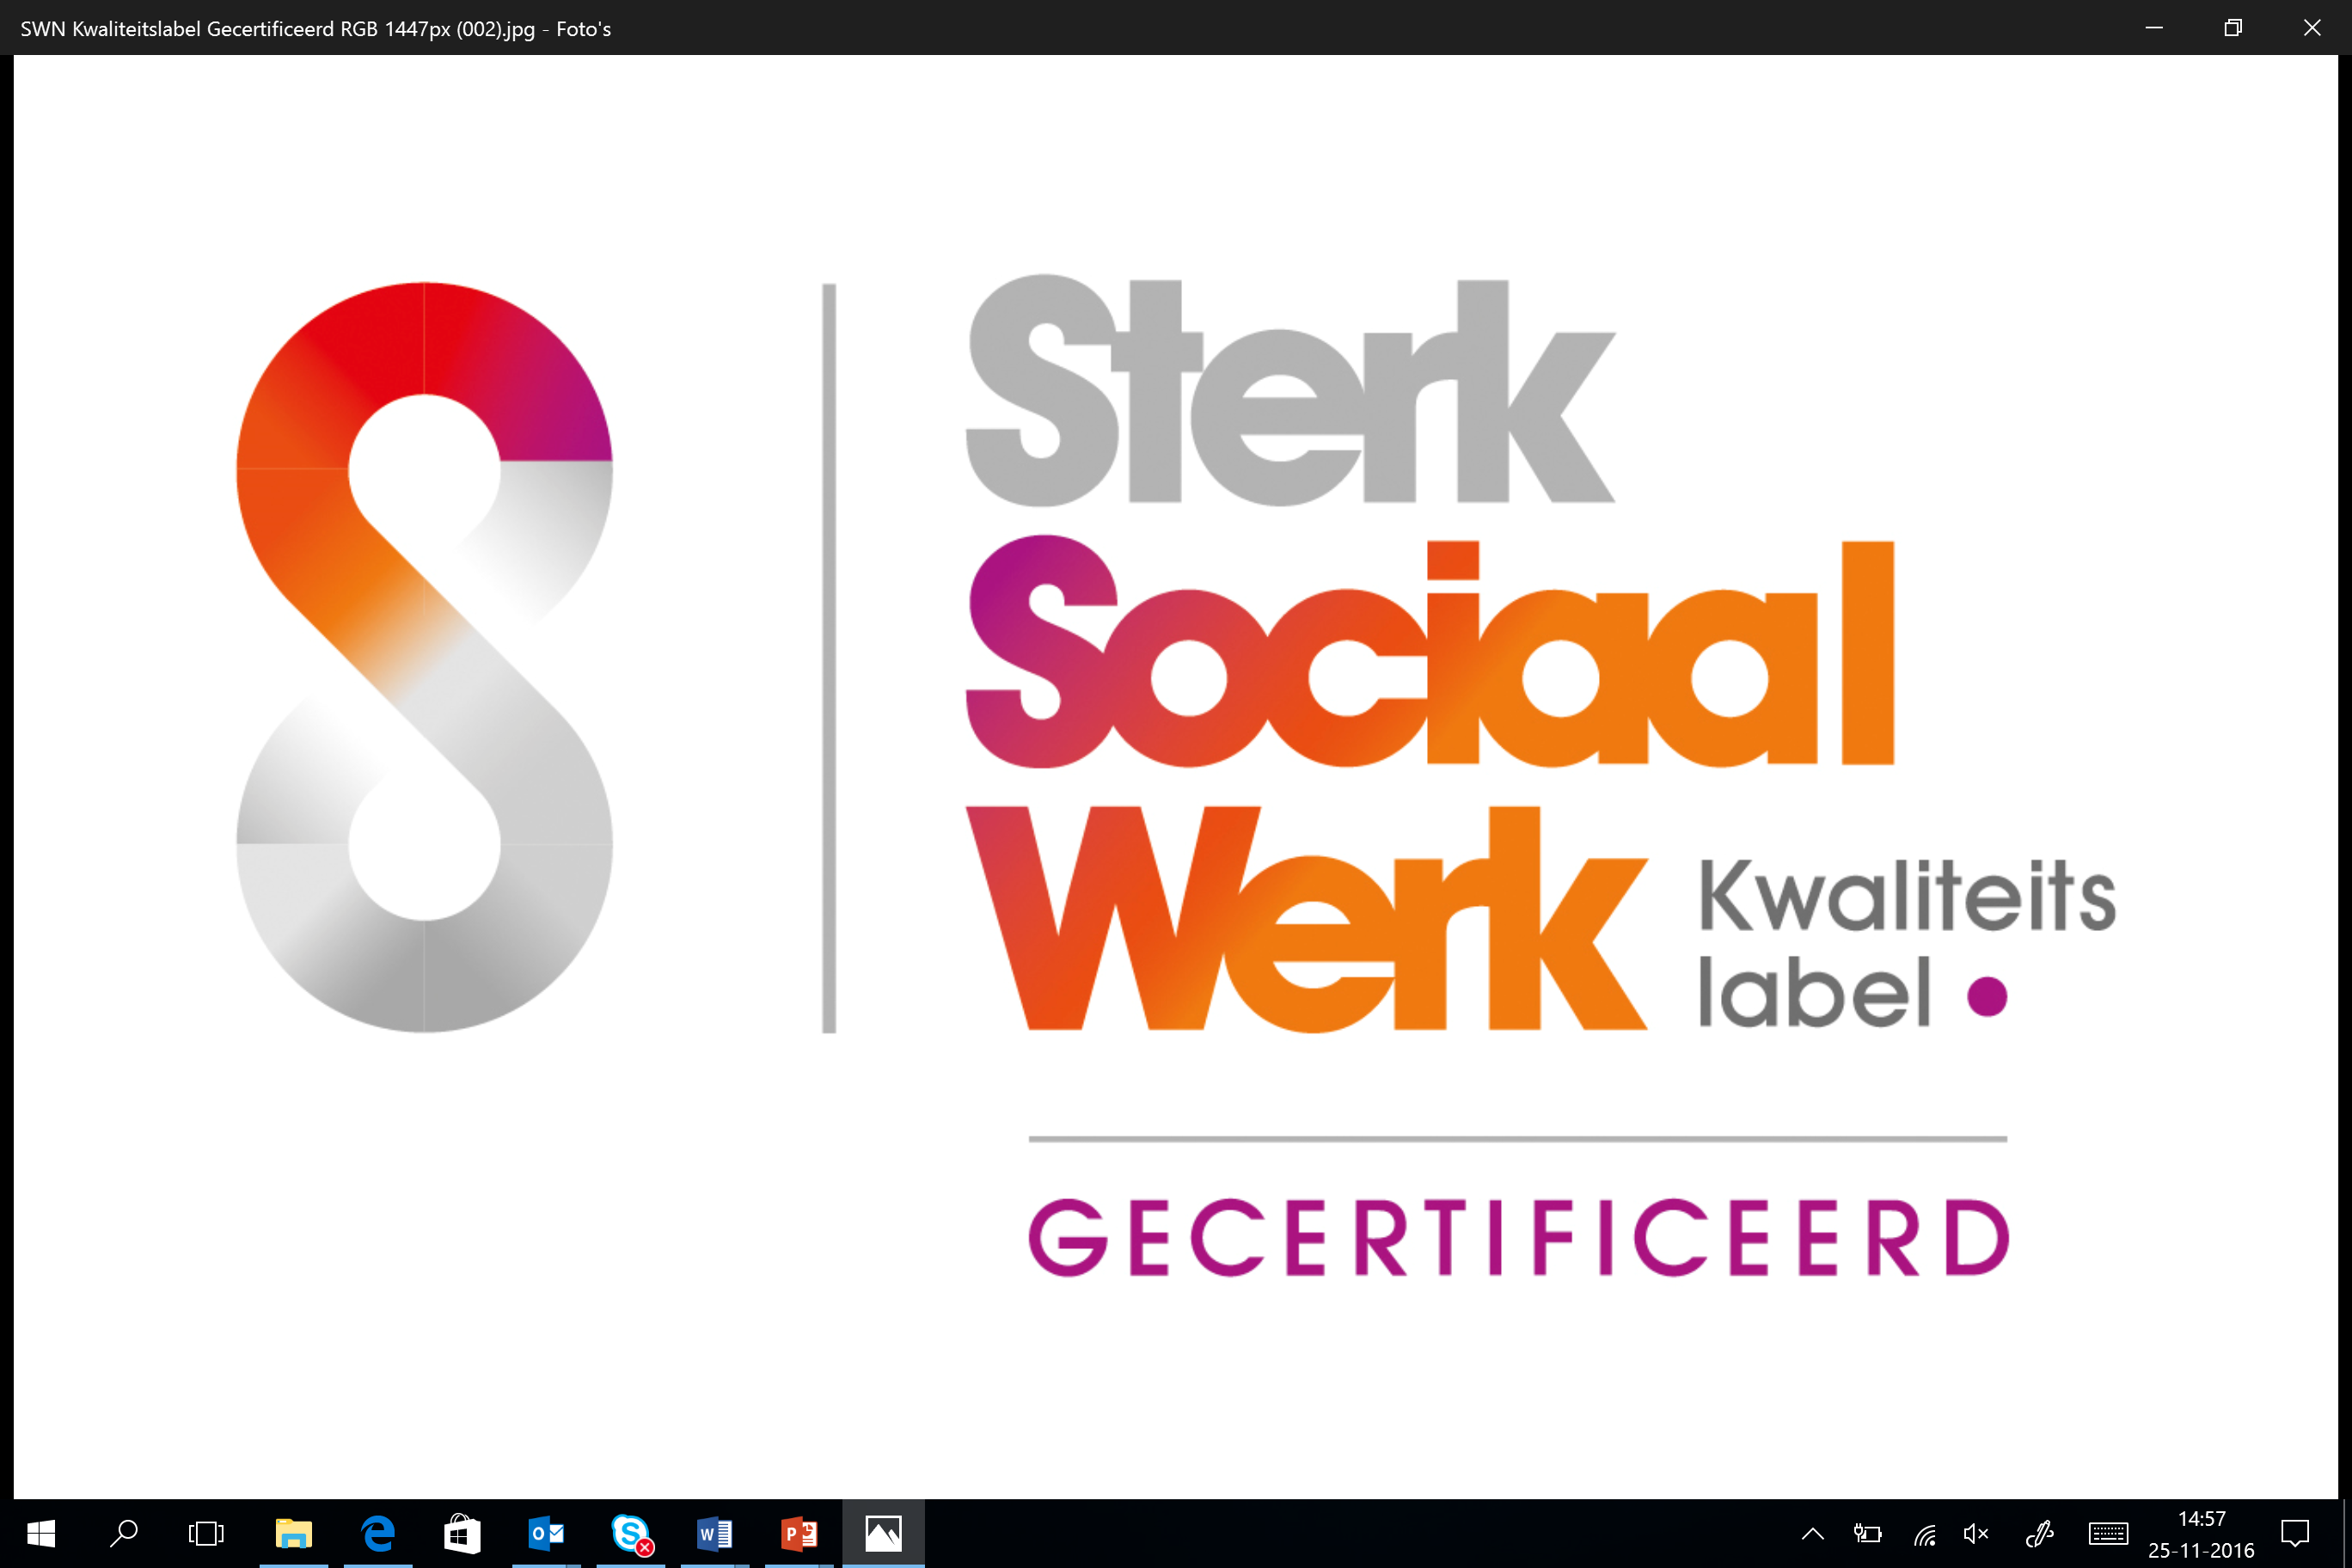 SWN Kwaliteitslabel Gecertificeerd RGB 1447px (002).jpg - Foto's
Sterk
Sociaal
Werk
Kwaliteits
label
GECERTIFICEERD
14:57
25-11-2016